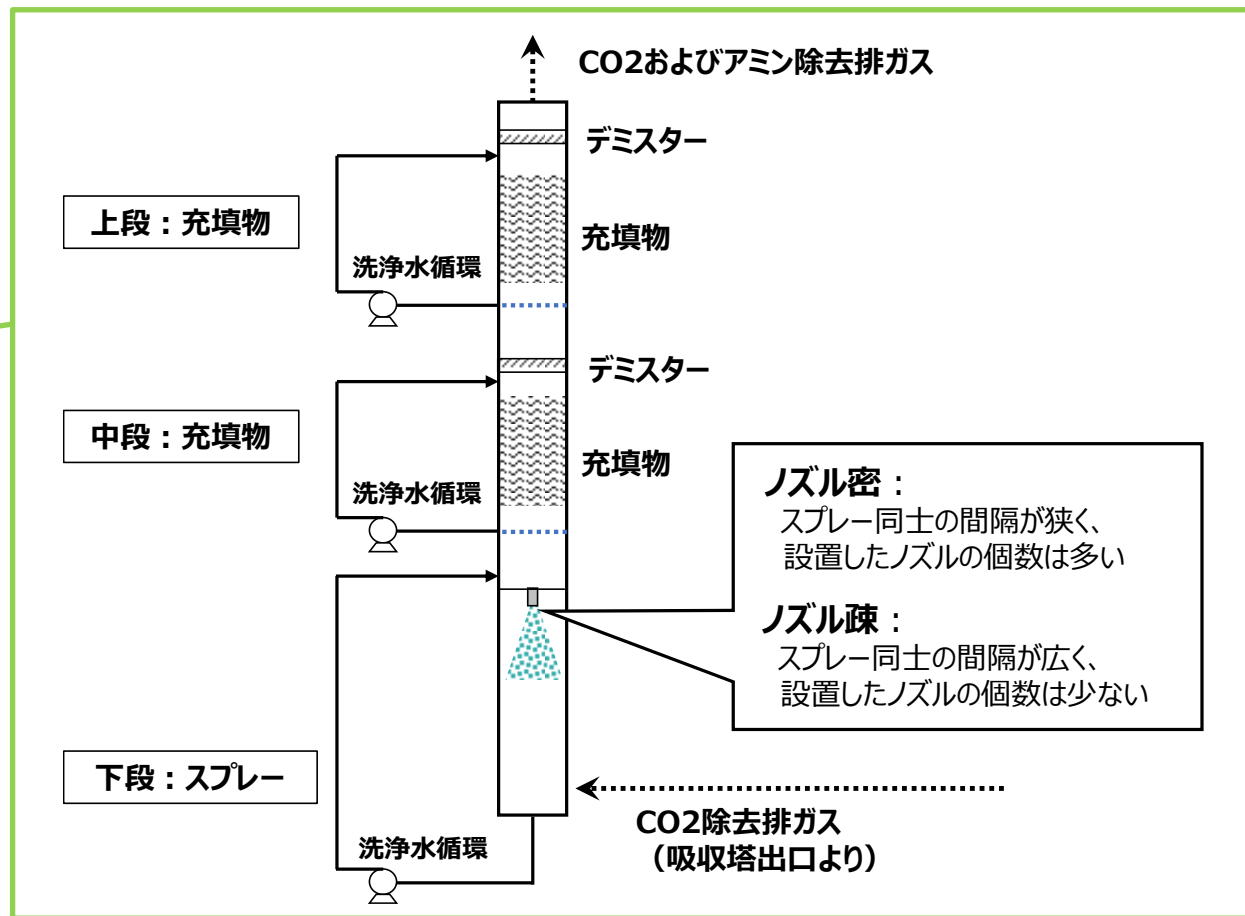 CO2およびアミン除去排ガス
デミスター
上段：充填物
充填物
洗浄水循環
デミスター
中段：充填物
充填物
洗浄水循環
ノズル密：
スプレー同士の間隔が狭く、
設置したノズルの個数は多い
ノズル疎：
スプレー同士の間隔が広く、
設置したノズルの個数は少ない
下段：スプレー
CO2除去排ガス
（吸収塔出口より）
洗浄水循環